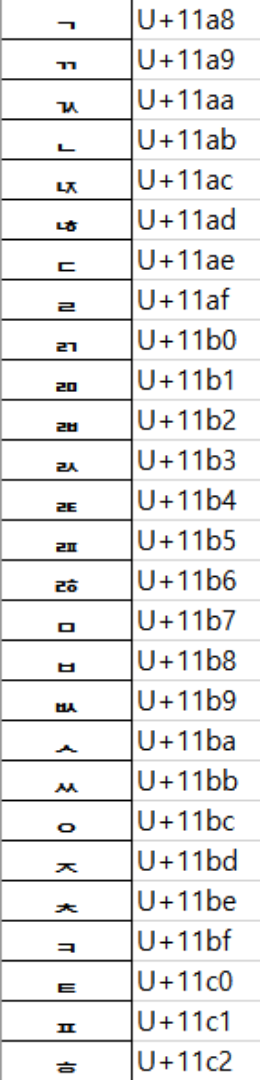 ᆨ U+11a8
ᆩ U+11a9
ᆪ U+11aa
ᆫ U+11ab
ᆬ U+11ac
ᆭ U+11ad
ᆮ U+11ae
ᆯ U+11af
ᆰ U+11b0
ᆱ U+11b1
ᆲ U+11b2
ᆳ U+11b3
ᆴ U+11b4
ᆵ U+11b5
ᆶ U+11b6
ᆷ U+11b7
ᆸ U+11b8
ᆹ U+11b9
ᆺ U+11ba
ᆻ U+11bb
ᆼ U+11bc
ᆽ U+11bd
ᆾ U+11be
ᆿ U+11bf
ᇀ U+11c0
ᇁ U+11c1
ᇂ U+11c2